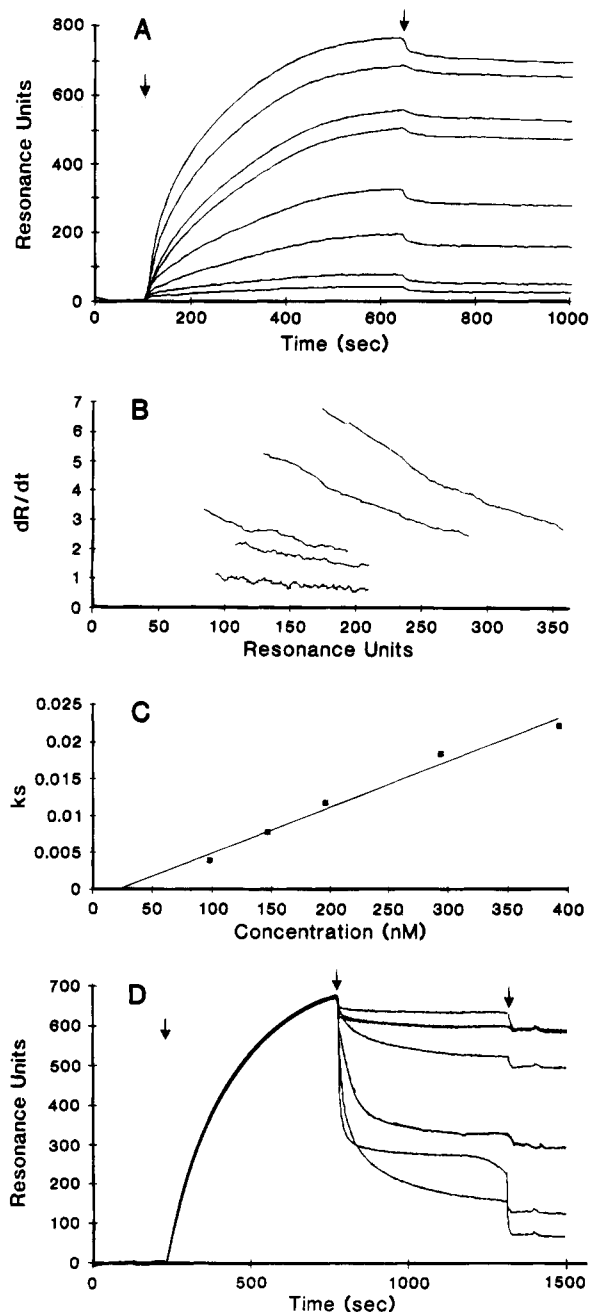 A
800
600
400
200
0
Resonance Units
0 200 400 600 800 1000
Time (sec)
B
7
6
5
4
3
2
1
0
dR/dt
0 50 100 150 200 250 300 350
Resonance Units
C
0.025
0.02
0.015
0.01
0.005
0
ks
0 50 100 150 200 250 300 350 400
Concentration (nM)
D
700
600
500
400
300
200
100
0
Resonance Units
0 500 1000 1500
Time (sec)